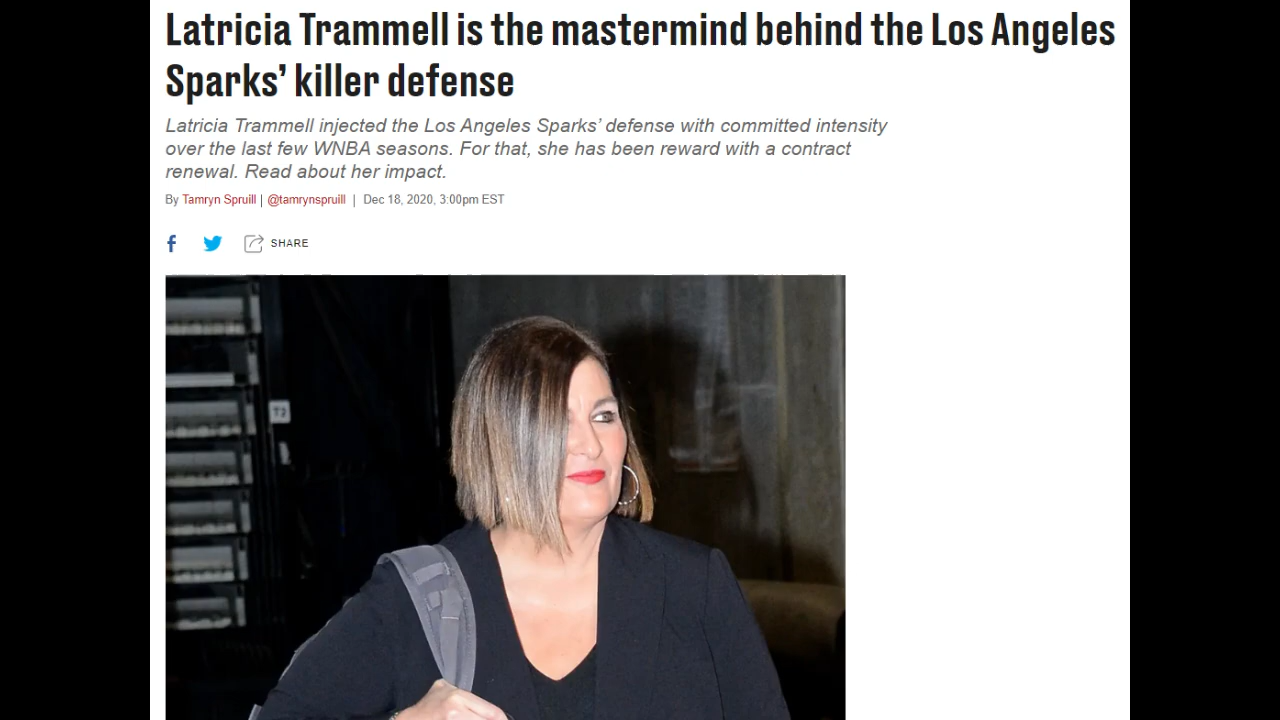 Latricia Trammell is the mastermind behind the Los Angeles
Sparks’ killer defense
Latricia Trammell injected the Los Angeles Sparks’ defense with committed intensity
over the last few WNBA seasons. For that, she has been reward with a contract
renewal. Read about her impact.
By Tamryn Spruill | @tamrynspruill | Dec 18, 2020, 3:00pm EST
SHARE
T2